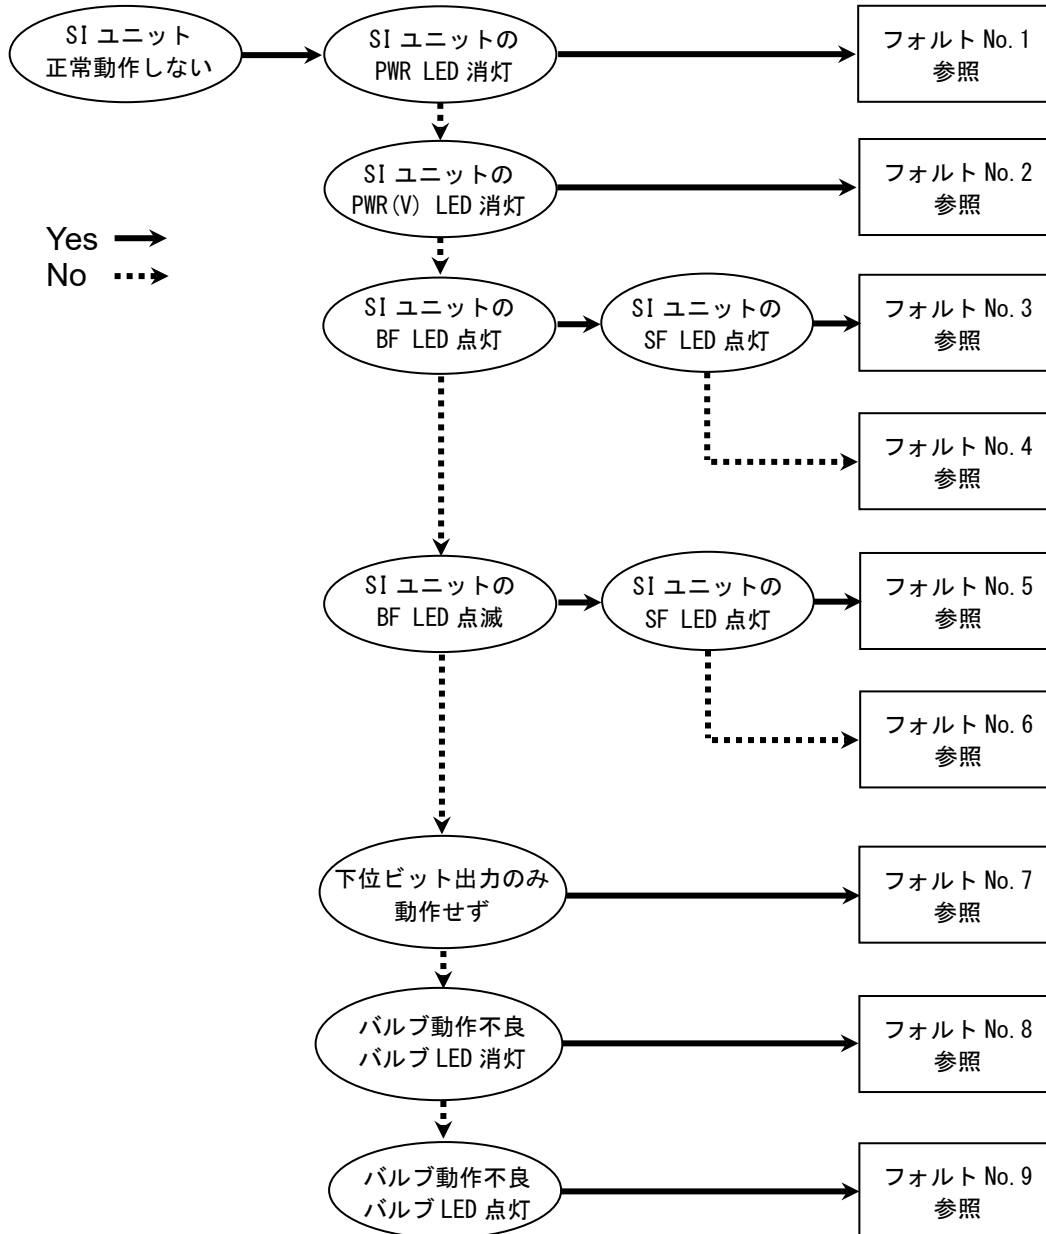 SI ユニット
正常動作しない
SI ユニットの
PWR LED 消灯
フォルト No.1
参照
SI ユニットの
PWR(V) LED 消灯
フォルト No.2
参照
Yes
No
SI ユニットの
BF LED 点灯
SI ユニットの
SF LED 点灯
フォルト No.3
参照
フォルト No.4
参照
SI ユニットの
BF LED 点滅
SI ユニットの
SF LED 点灯
フォルト No.5
参照
フォルト No.6
参照
下位ビット出力のみ
動作せず
フォルト No.7
参照
バルブ動作不良
バルブ LED 消灯
フォルト No.8
参照
バルブ動作不良
バルブ LED 点灯
フォルト No.9
参照